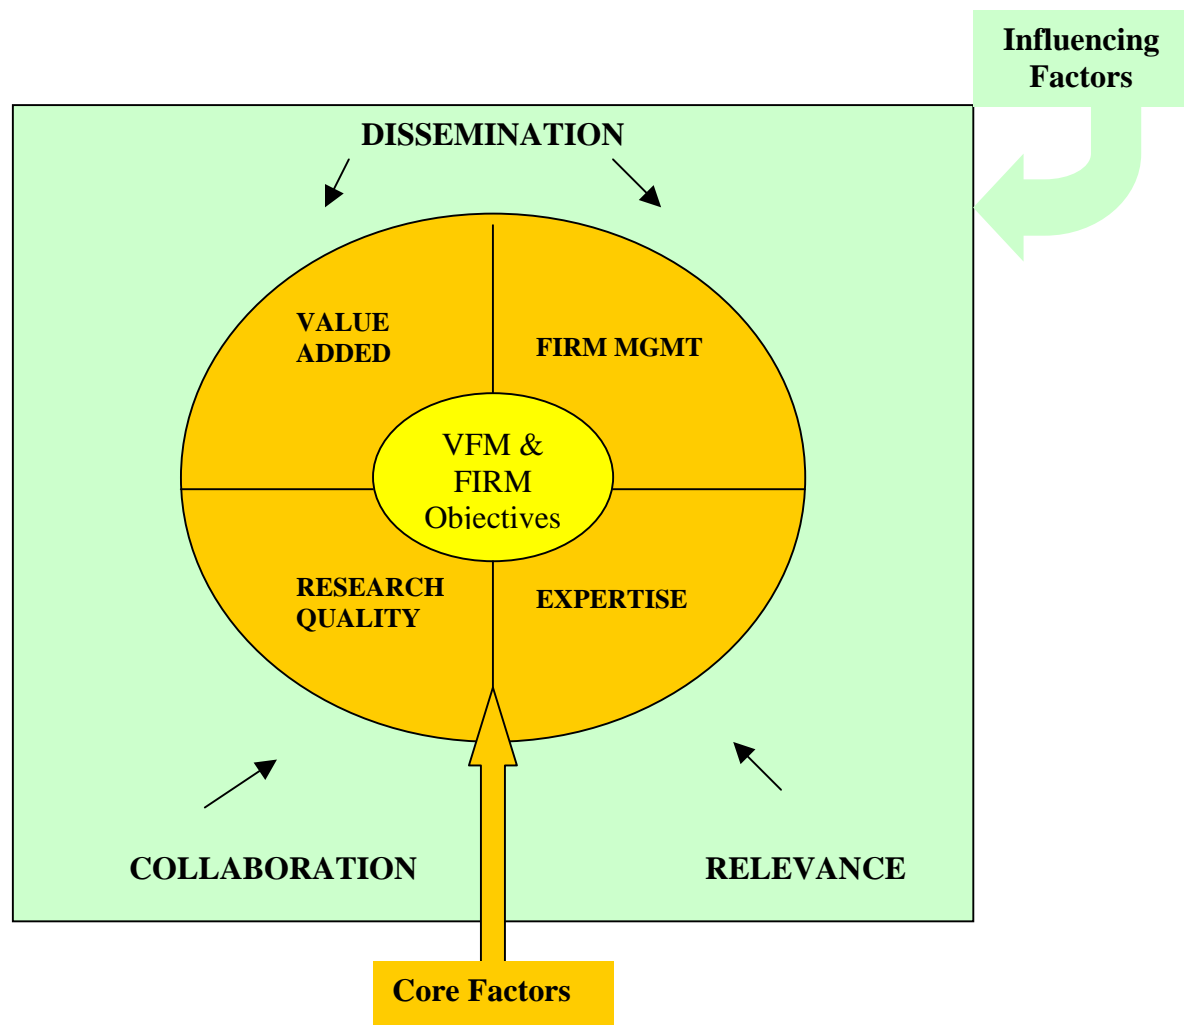 Influencing
Factors
DISSEMINATION
VALUE
ADDED
FIRM MGMT
VFM &
FIRM
Objectives
RESEARCH
QUALITY
EXPERTISE
COLLABORATION
RELEVANCE
Core Factors